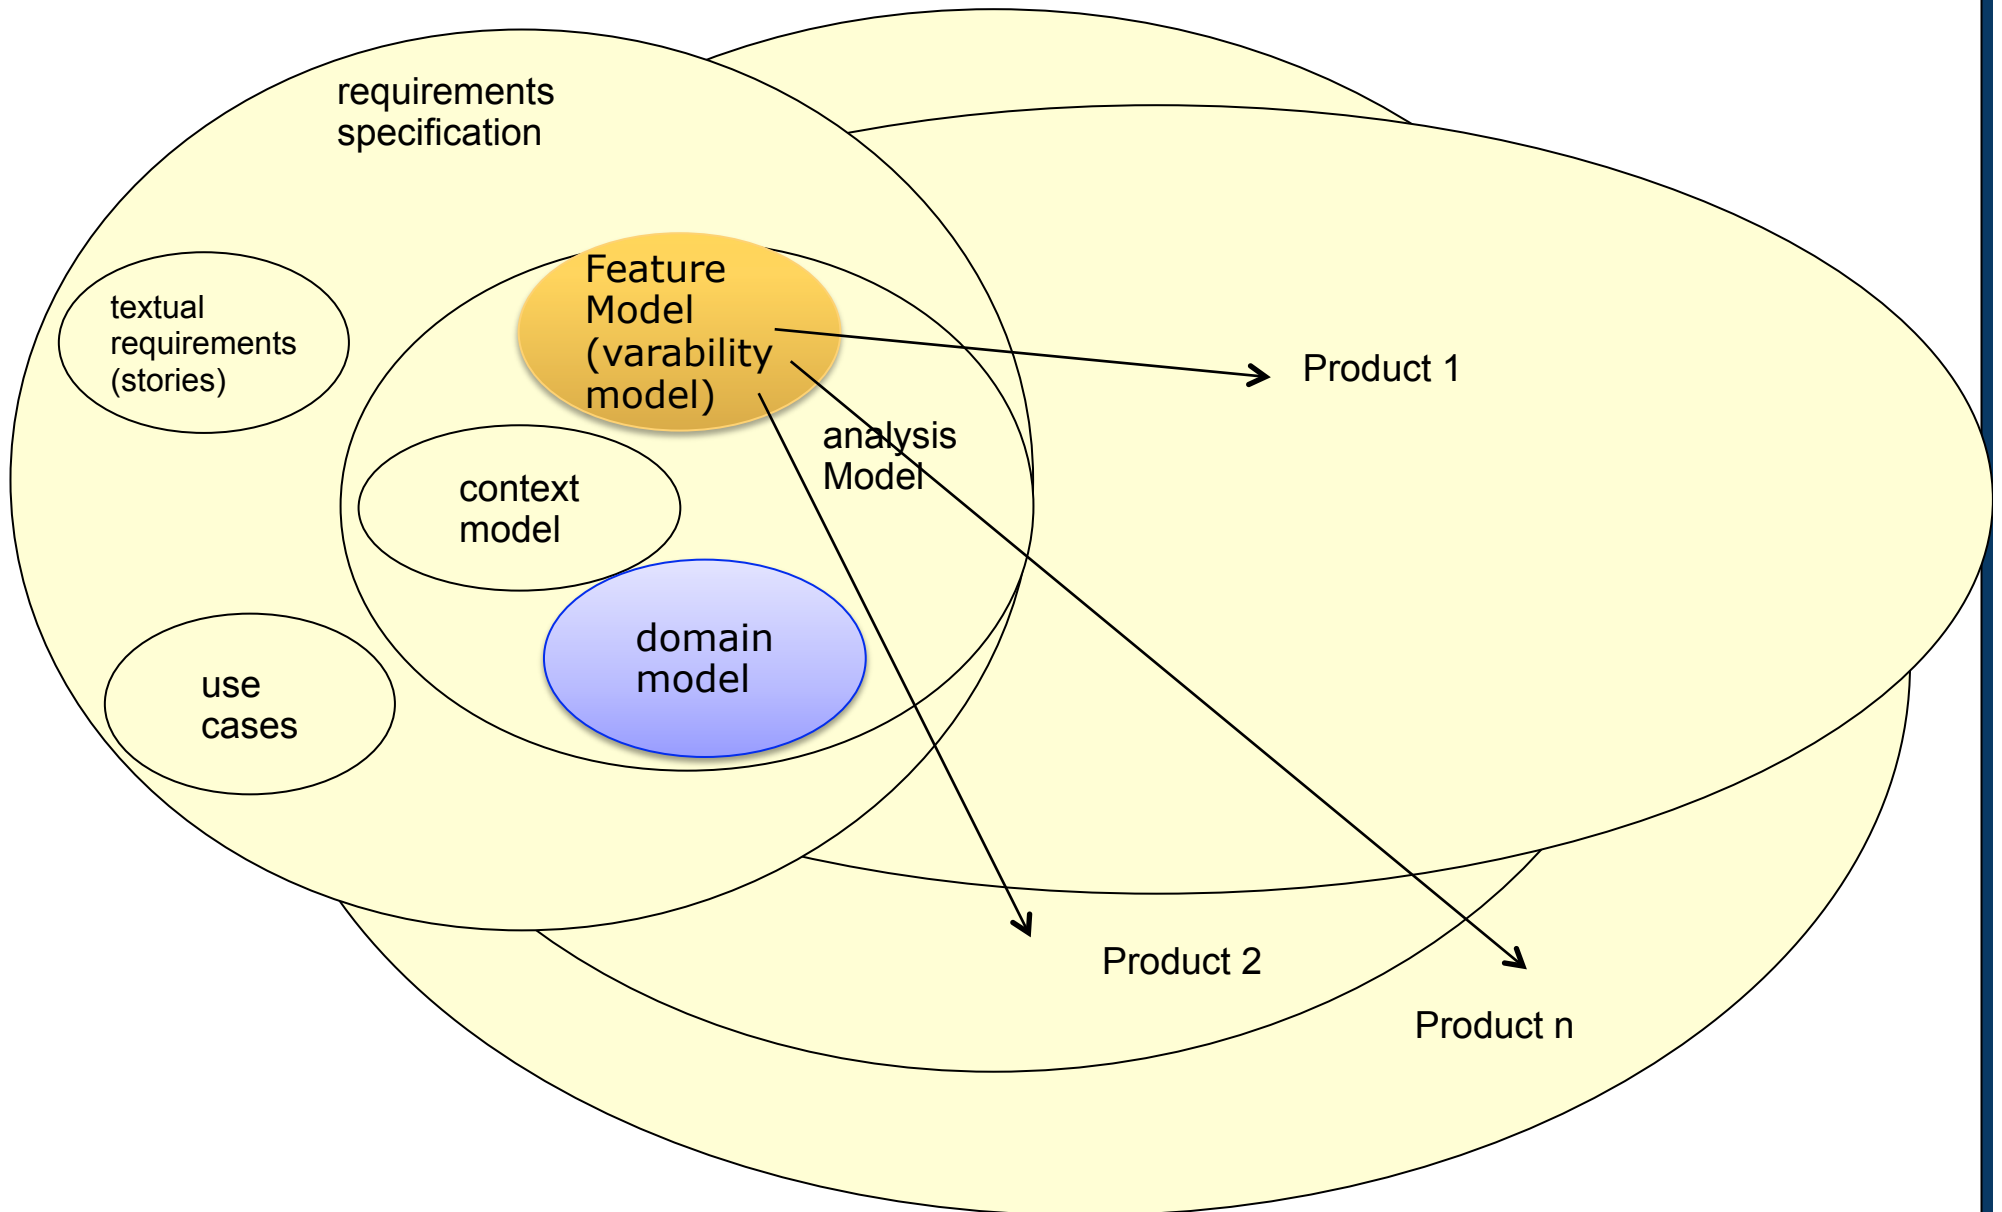 requirements
specification
textual
requirements
(stories)
Feature
Model
(varability
model)
Product 1
analysis
Model
context
model
domain
model
use
cases
Product 2
Product n